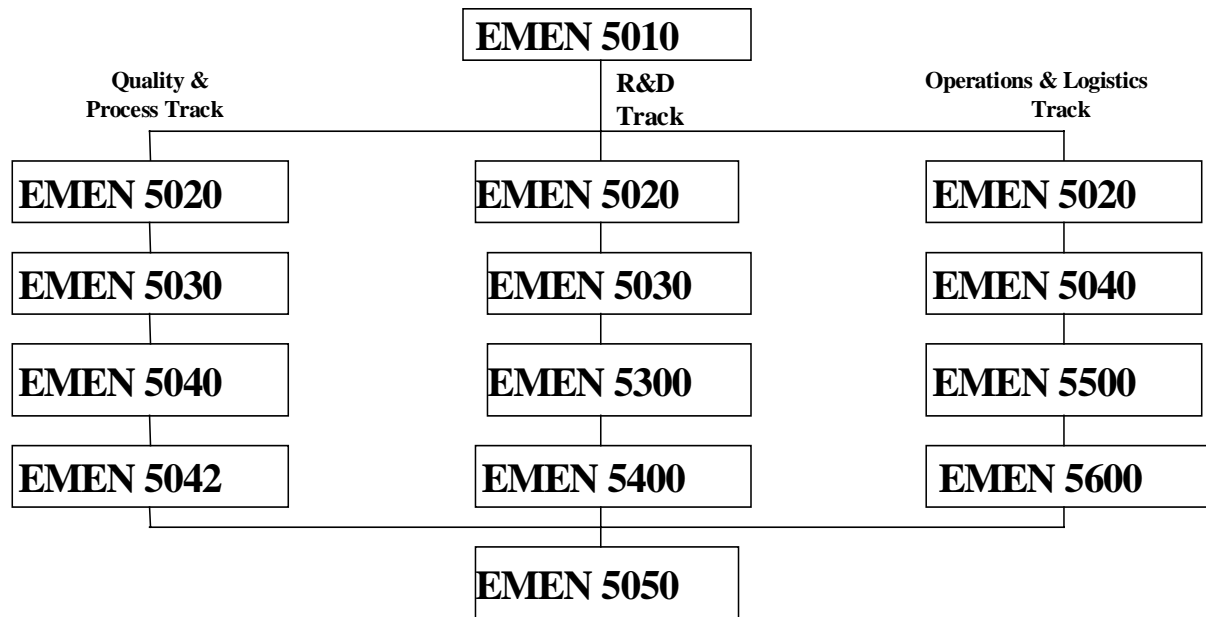 EMEN 5010
Quality &
Process Track
R&D
Track
Operations & Logistics
Track
EMEN 5020
EMEN 5020
EMEN 5020
EMEN 5030
EMEN 5030
EMEN 5040
EMEN 5040
EMEN 5300
EMEN 5500
EMEN 5042
EMEN 5400
EMEN 5600
EMEN 5050